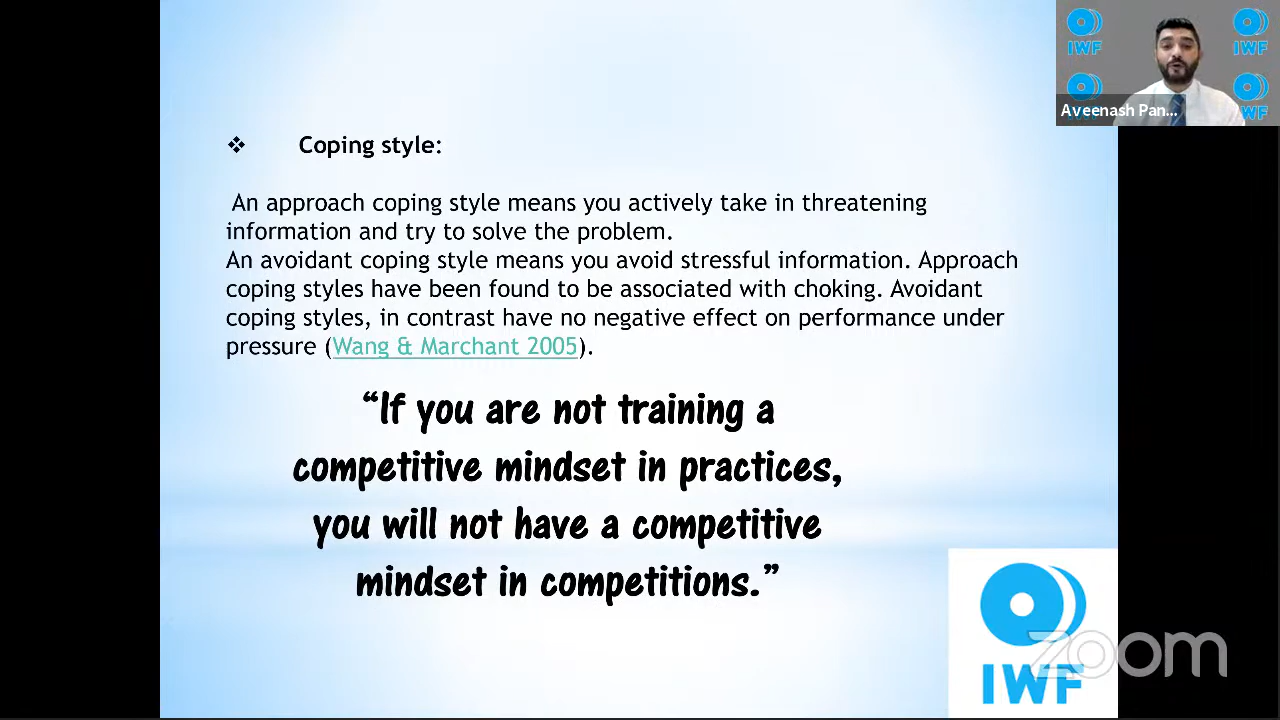 IWF
IWF
WF
Aveenash Pan...
❖ Coping style:
An approach coping style means you actively take in threatening
information and try to solve the problem.
An avoidant coping style means you avoid stressful information. Approach
coping styles have been found to be associated with choking. Avoidant
coping styles, in contrast have no negative effect on performance under
pressure (Wang & Marchant 2005).
“If you are not training a
competitive mindset in practices,
you will not have a competitive
mindset in competitions.”
zoom
IWF